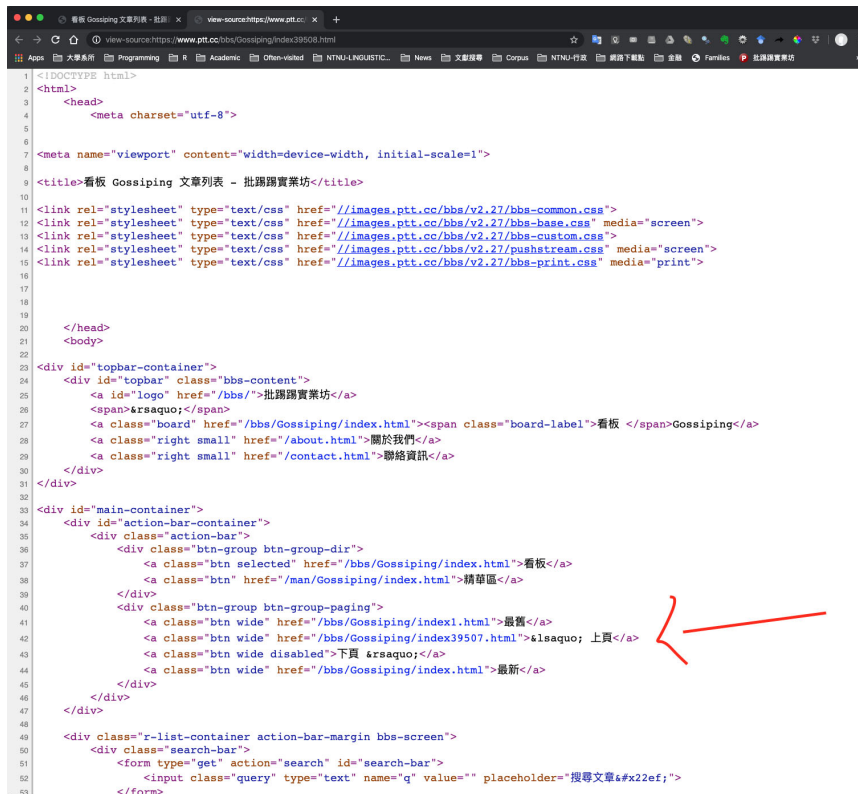 看板 Gossiping 文章列表 - 批踢
view-source:https://www.ptt.cc/
view-source:https://www.ptt.cc/bbs/Gossiping/index39508.html
Apps 大學系所 Programming R Academic Often-visited NTNU-LINGUISTIC... News 文獻搜尋 Corpus NTNU-行政 網路下載點 金融 Families 批踢踢實業坊
1 <!DOCTYPE html>
2 <html>
3 <head>
4 <meta charset="utf-8">
5
6
7 <meta name="viewport" content="width=device-width, initial-scale=1">
8
9 <title>看板 Gossiping 文章列表 - 批踢踢實業坊</title>
10
11 <link rel="stylesheet" type="text/css" href="//images.ptt.cc/bbs/v2.27/bbs-common.css">
12 <link rel="stylesheet" type="text/css" href="//images.ptt.cc/bbs/v2.27/bbs-base.css" media="screen">
13 <link rel="stylesheet" type="text/css" href="//images.ptt.cc/bbs/v2.27/bbs-custom.css">
14 <link rel="stylesheet" type="text/css" href="//images.ptt.cc/bbs/v2.27/pushstream.css" media="screen">
15 <link rel="stylesheet" type="text/css" href="//images.ptt.cc/bbs/v2.27/bbs-print.css" media="print">
16
17
18
19
20 </head>
21 <body>
22
23 <div id="topbar-container">
24 <div id="topbar" class="bbs-content">
25 <a id="logo" href="/bbs/">批踢踢實業坊</a>
26 <span>&rsaquo;</span>
27 <a class="board" href="/bbs/Gossiping/index.html"><span class="board-label">看板 </span>Gossiping</a>
28 <a class="right small" href="/about.html">關於我們</a>
29 <a class="right small" href="/contact.html">聯絡資訊</a>
30 </div>
31 </div>
32
33 <div id="main-container">
34 <div id="action-bar-container">
35 <div class="action-bar">
36 <div class="btn-group btn-group-dir">
37 <a class="btn selected" href="/bbs/Gossiping/index.html">看板</a>
38 <a class="btn" href="/man/Gossiping/index.html">精華區</a>
39 </div>
40 <div class="btn-group btn-group-paging">
41 <a class="btn wide" href="/bbs/Gossiping/index1.html">最舊</a>
42 <a class="btn wide" href="/bbs/Gossiping/index39507.html">&lsaquo; 上頁</a>
43 <a class="btn wide disabled">下頁 &rsaquo;</a>
44 <a class="btn wide" href="/bbs/Gossiping/index.html">最新</a>
45 </div>
46 </div>
47 </div>
48
49 <div class="r-list-container action-bar-margin bbs-screen">
50 <div class="search-bar">
51 <form type="get" action="search" id="search-bar">
52 <input class="query" type="text" name="q" value="" placeholder="搜尋文章&#x22ef;">
53 </form>